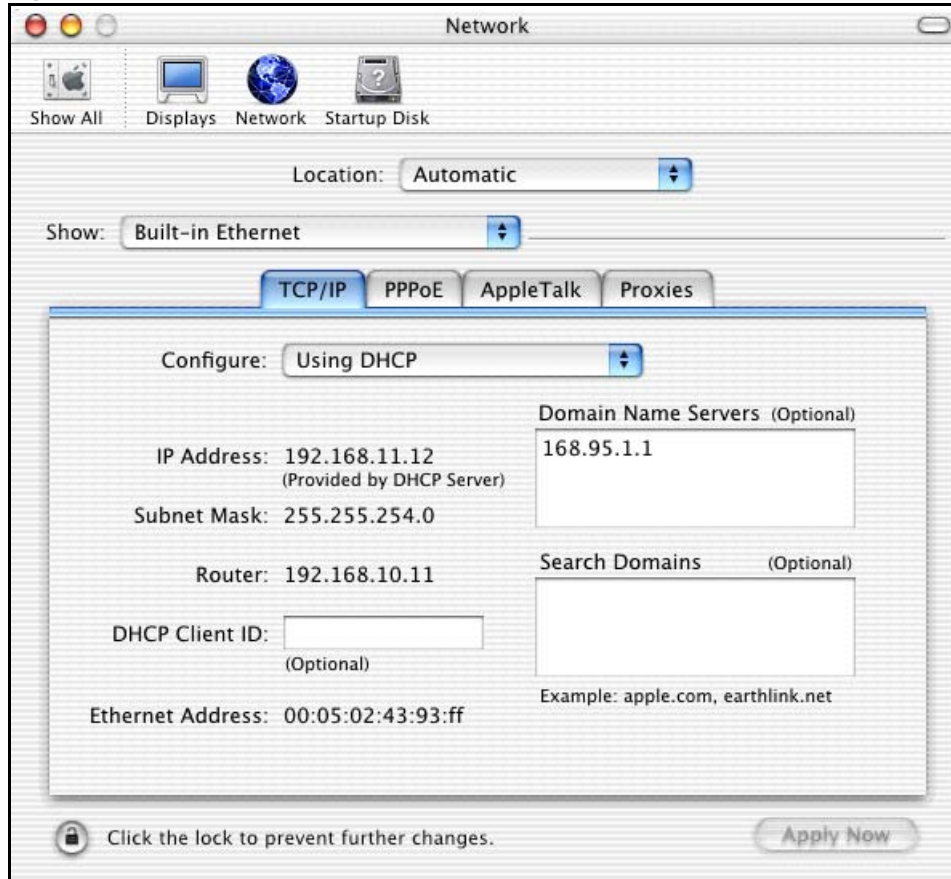 Network
Show All
Displays
Network
Startup Disk
Location: Automatic
Show: Built-in Ethernet
TCP/IP
PPPoE
AppleTalk
Proxies
Configure: Using DHCP
Domain Name Servers (Optional)
168.95.1.1
IP Address: 192.168.11.12
(Provided by DHCP Server)
Subnet Mask: 255.255.254.0
Router: 192.168.10.11
Search Domains (Optional)
DHCP Client ID:
(Optional)
Example: apple.com, earthlink.net
Ethernet Address: 00:05:02:43:93:ff
Click the lock to prevent further changes.
Apply Now